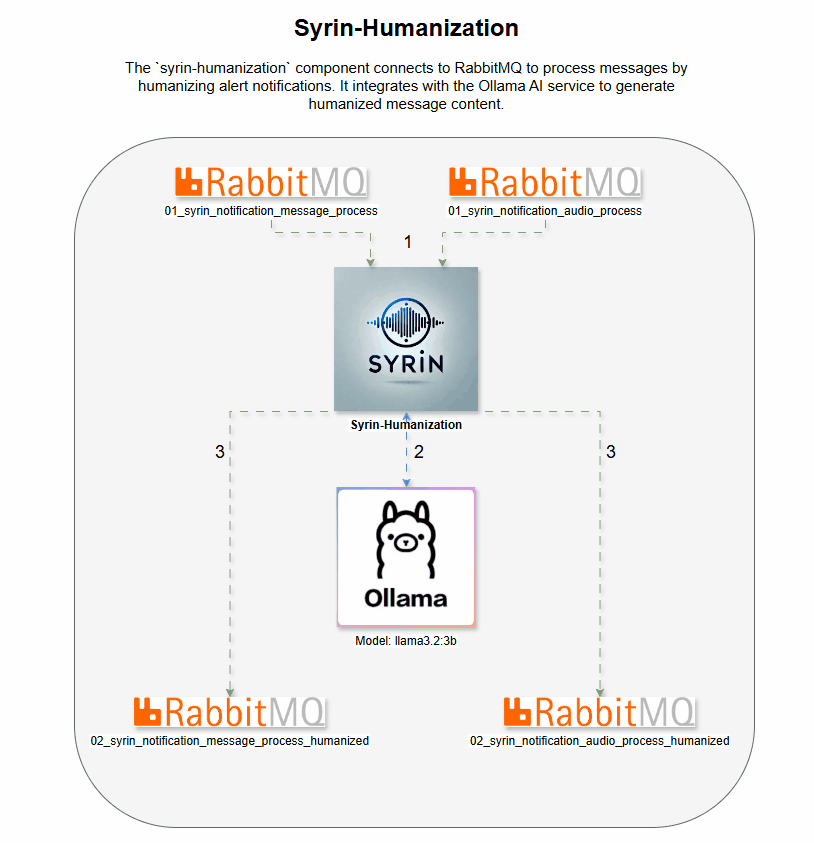 Syrin-Humanization
The `syrin-humanization` component connects to RabbitMQ to process messages by
humanizing alert notifications. It integrates with the Ollama AI service to generate
humanized message content.
RabbitMQ RabbitMQ
01_syrin_notification_message_process 01_syrin_notification_audio_process
1
SYRiN
Syrin-Humanization
3 2 3
Ollama
Model: llama3.2:3b
RabbitMQ RabbitMQ
02_syrin_notification_message_process_humanized 02_syrin_notification_audio_process_humanized